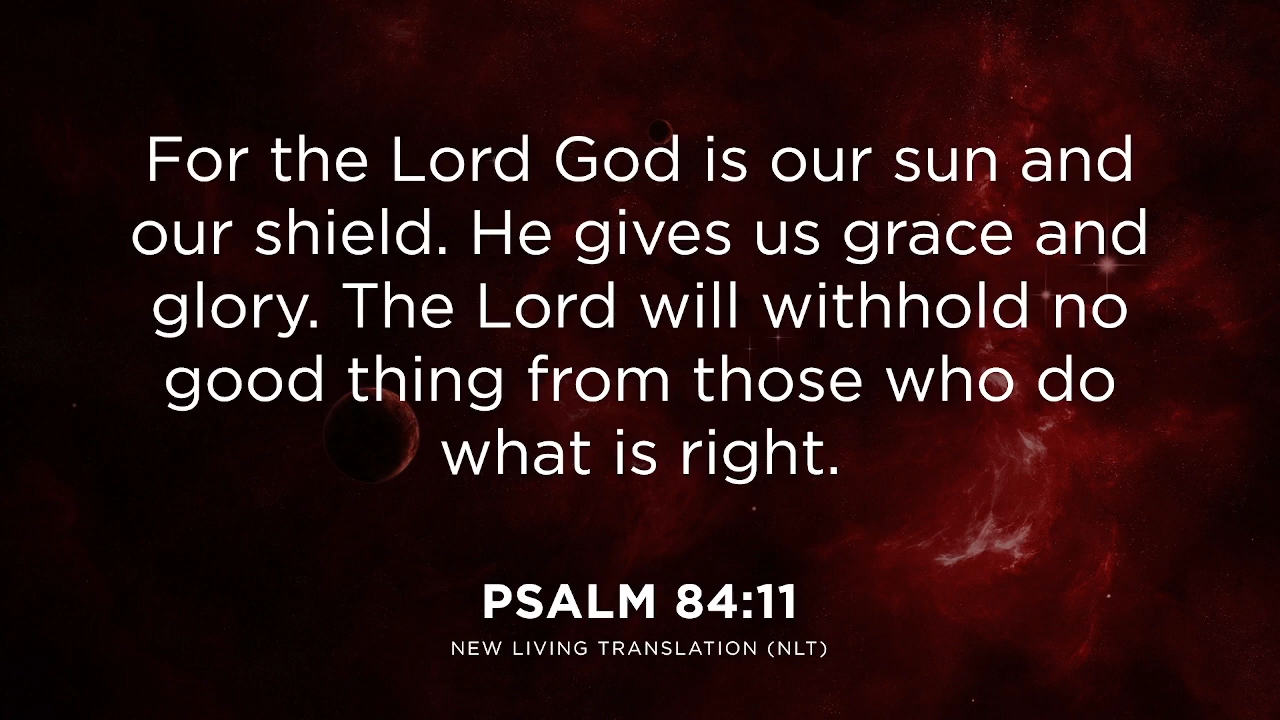 For the Lord God is our sun and
our shield. He gives us grace and
glory. The Lord will withhold no
good thing from those who do
what is right.
PSALM 84:11
NEW LIVING TRANSLATION (NLT)